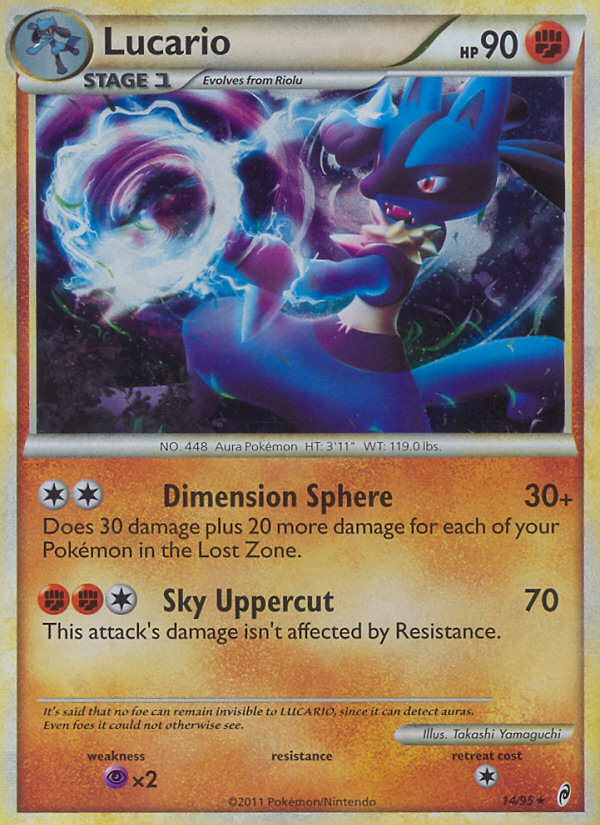 Lucario
HP 90
STAGE 1
Evolves from Riolu
NO. 448 Aura Pokémon HT: 3'11" WT: 119.0 lbs.
Dimension Sphere 30+
Does 30 damage plus 20 more damage for each of your
Pokémon in the Lost Zone.
Sky Uppercut 70
This attack's damage isn't affected by Resistance.
It's said that no foe can remain invisible to LUCARIO, since it can detect auras.
Even foes it could not otherwise see.
Illus. Takashi Yamaguchi
weakness resistance retreat cost
×2
©2011 Pokémon/Nintendo 14/95★